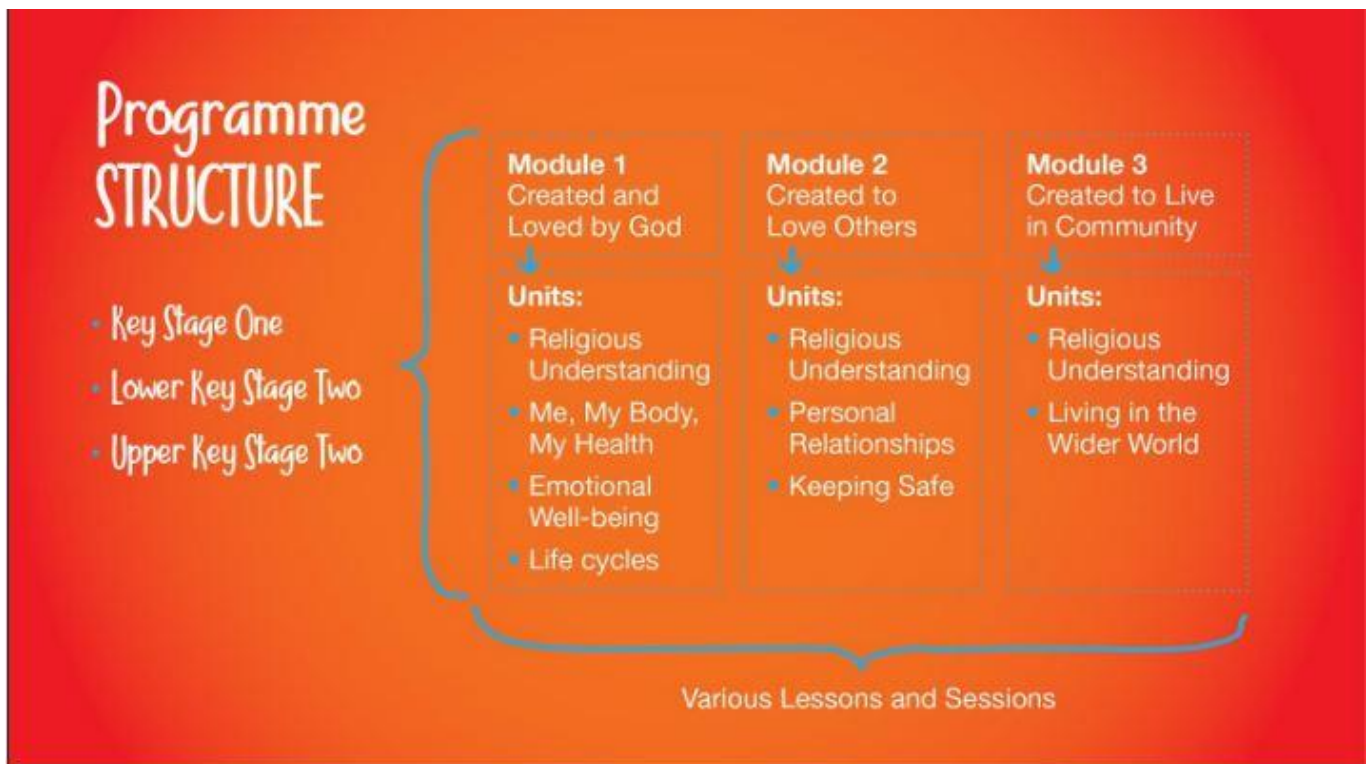 Programme
STRUCTURE
• Key Stage One
• Lower Key Stage Two
• Upper Key Stage Two
Module 1
Created and
Loved by God
Units:
• Religious
Understanding
• Me, My Body,
My Health
• Emotional
Well-being
• Life cycles
Module 2
Created to
Love Others
Units:
• Religious
Understanding
• Personal
Relationships
• Keeping Safe
Module 3
Created to Live
in Community
Units:
• Religious
Understanding
• Living in the
Wider World
Various Lessons and Sessions